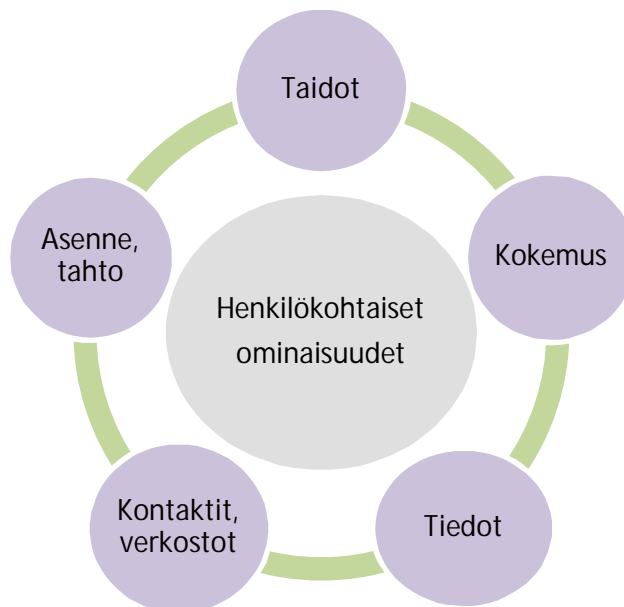 Taidot
Asenne,
tahto
Kokemus
Henkilökohtaiset
ominaisuudet
Kontaktit,
verkostot
Tiedot